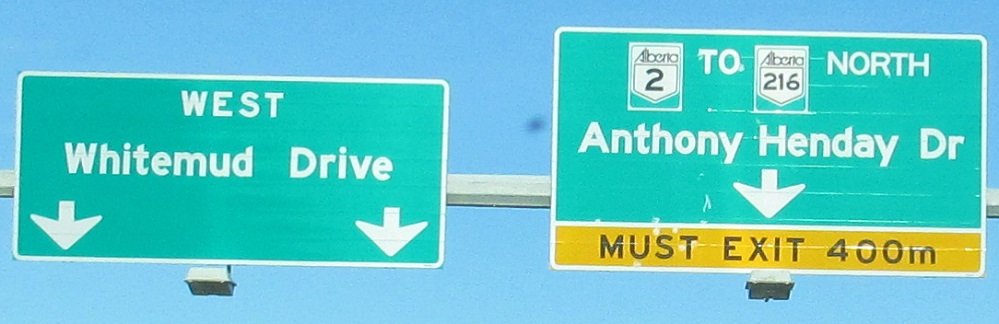 WEST
Whitemud Drive
Alberta 2 TO Alberta 216 NORTH
Anthony Henday Dr
MUST EXIT 400m